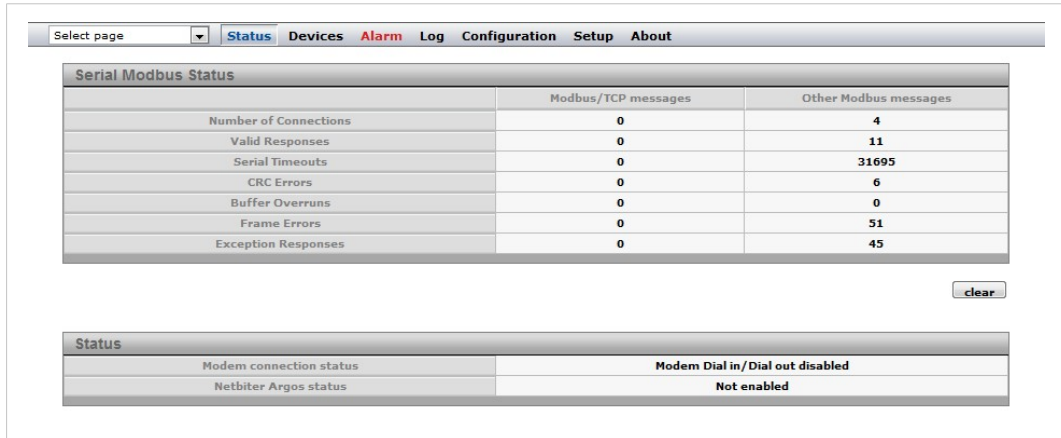 Select page Status Devices Alarm Log Configuration Setup About
Serial Modbus Status
Modbus/TCP messages Other Modbus messages
Number of Connections 0 4
Valid Responses 0 11
Serial Timeouts 0 31695
CRC Errors 0 6
Buffer Overruns 0 0
Frame Errors 0 51
Exception Responses 0 45
clear
Status
Modem connection status Modem Dial in/Dial out disabled
Netbiter Argos status Not enabled